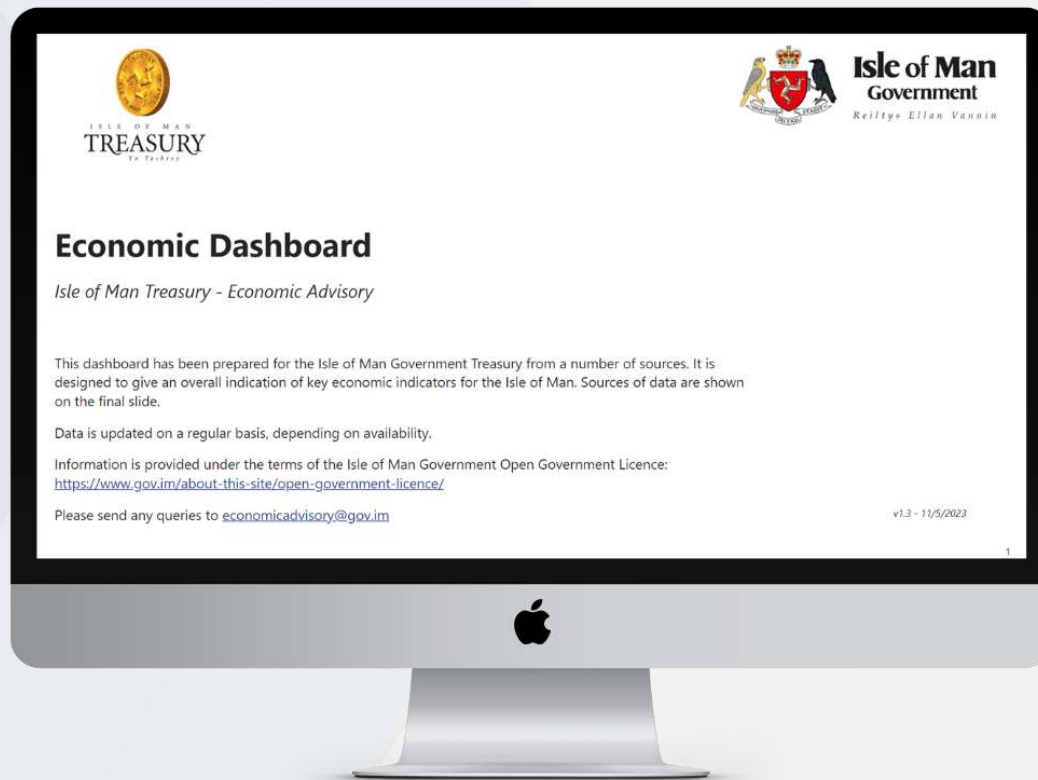 ISLE OF MAN
TREASURY
Yn Tashtey
Isle of Man
Government
Reiltys Ellan Vannin
Economic Dashboard
Isle of Man Treasury - Economic Advisory
This dashboard has been prepared for the Isle of Man Government Treasury from a number of sources. It is
designed to give an overall indication of key economic indicators for the Isle of Man. Sources of data are shown
on the final slide.
Data is updated on a regular basis, depending on availability.
Information is provided under the terms of the Isle of Man Government Open Government Licence:
https://www.gov.im/about-this-site/open-government-licence/
Please send any queries to economicadvisory@gov.im
v1.3 - 11/5/2023
1